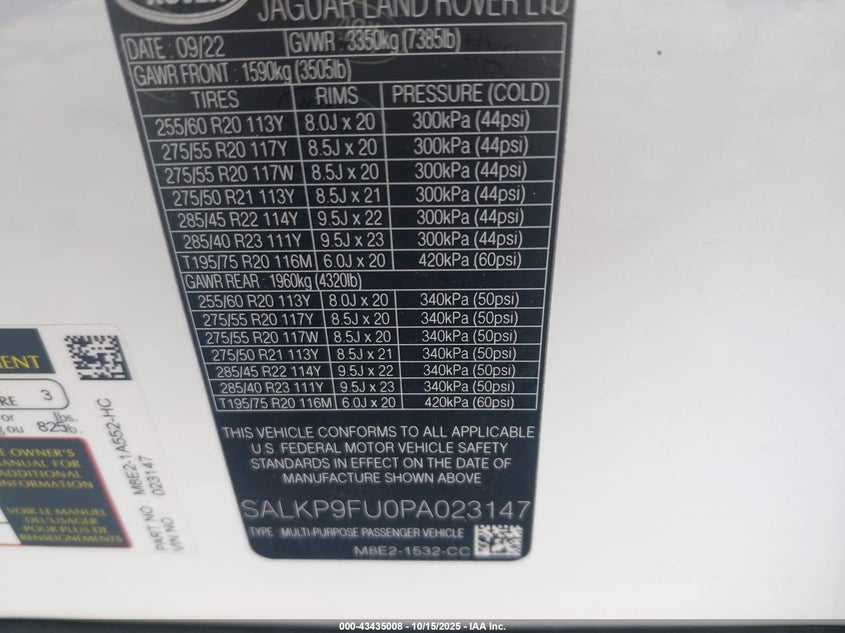 ROVER
JAGUAR LAND ROVER LTD
DATE : 09/22 GVWR : 3350kg (7385lb)
GAWR FRONT : 1590kg (3505lb)
TIRES RIMS PRESSURE (COLD)
255/60 R20 113Y 8.0J x 20 300kPa (44psi)
275/55 R20 117Y 8.5J x 20 300kPa (44psi)
275/55 R20 117W 8.5J x 20 300kPa (44psi)
275/50 R21 113Y 8.5J x 21 300kPa (44psi)
285/45 R22 114Y 9.5J x 22 300kPa (44psi)
285/40 R23 111Y 9.5J x 23 300kPa (44psi)
T195/75 R20 116M 6.0J x 20 420kPa (60psi)
GAWR REAR : 1960kg (4320lb)
255/60 R20 113Y 8.0J x 20 340kPa (50psi)
275/55 R20 117Y 8.5J x 20 340kPa (50psi)
275/55 R20 117W 8.5J x 20 340kPa (50psi)
275/50 R21 113Y 8.5J x 21 340kPa (50psi)
285/45 R22 114Y 9.5J x 22 340kPa (50psi)
285/40 R23 111Y 9.5J x 23 340kPa (50psi)
T195/75 R20 116M 6.0J x 20 420kPa (60psi)
THIS VEHICLE CONFORMS TO ALL APPLICABLE
U.S. FEDERAL MOTOR VEHICLE SAFETY
STANDARDS IN EFFECT ON THE DATE OF
MANUFACTURE SHOWN ABOVE
SALKP9FU0PA023147
TYPE : MULTI-PURPOSE PASSENGER VEHICLE
M8E2-1532-CC
MENT
RE 3
or lbs.
ou 825lb.
OWNER'S
MANUAL FOR
ADDITIONAL
INFORMATION
VOIR LE MANUEL
DEL'USAGER
POUR PLUS DE
RENSEIGNEMENTS
PART NO : M8E2-1A552-HC
VIN NO : 023147
000-43435008 - 10/15/2025 - IAA Inc.